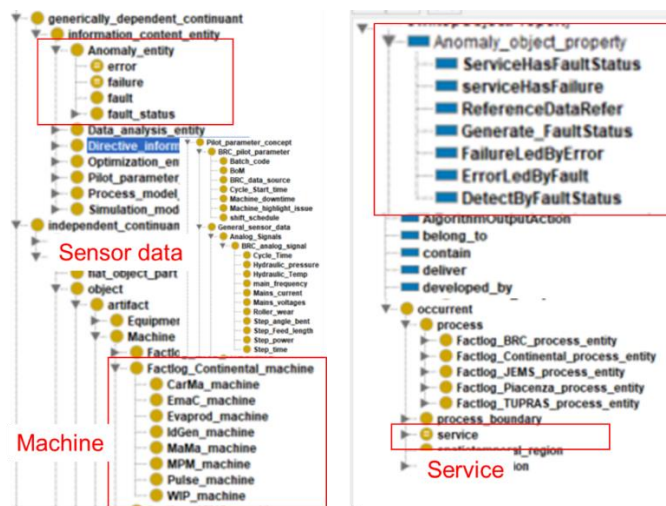 generically_dependent_continuant
information_content_entity
Anomaly_entity
error
failure
fault
fault_status
Data_analysis_entity
Directive_inform
Optimization_en
Pilot_parameter
Process_model
Simulation_mod
independent_continuan
Sensor data
object
artifact
Equipmen
Machine
Factlog_Continental_machine
CarMa_machine
EmaC_machine
Evaprod_machine
IdGen_machine
MaMa_machine
MPM_machine
Pulse_machine
WIP_machine
Machine
Pilot_parameter_concept
BRC_pilot_parameter
Batch_code
BoM
BRC_data_source
Cycle_Start_time
Machine_downtime
Machine_highlight_issue
shift_schedule
General_sensor_data
Analog_Signals
BRC_analog_signal
Cycle_Time
Hydraulic_pressure
Hydraulic_Temp
main_frequency
Mains_current
Mains_voltages
Roller_wear
Step_angle_bent
Step_Feed_length
Step_power
Step_time
Anomaly_object_property
ServiceHasFaultStatus
serviceHasFailure
ReferenceDataRefer
Generate_FaultStatus
FailureLedByError
ErrorLedByFault
DetectByFaultStatus
AlgorithmOutputAction
belong_to
contain
deliver
developed_by
occurrent
process
Factlog_BRC_process_entity
Factlog_Continental_process_entity
Factlog_JEMS_process_entity
Factlog_Piacenza_process_entity
Factlog_TUPRAS_process_entity
process_boundary
service
Service